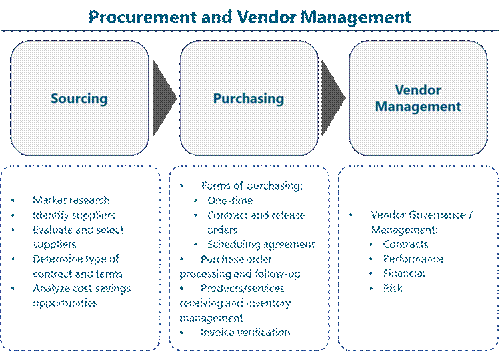 Procurement and Vendor Management
Sourcing
Purchasing
Vendor
Management
• Market research
• Identify suppliers
• Evaluate and select
suppliers
• Determine type of
contract and terms
• Analyze cost savings
opportunities
• Forms of purchasing:
• One-time
• Contract and release
orders
• Scheduling agreement
• Purchase order
processing and follow-up
• Products/services
receiving and inventory
management
• Invoice verification
• Vendor Governance /
Management:
• Contracts
• Performance
• Financial
• Risk